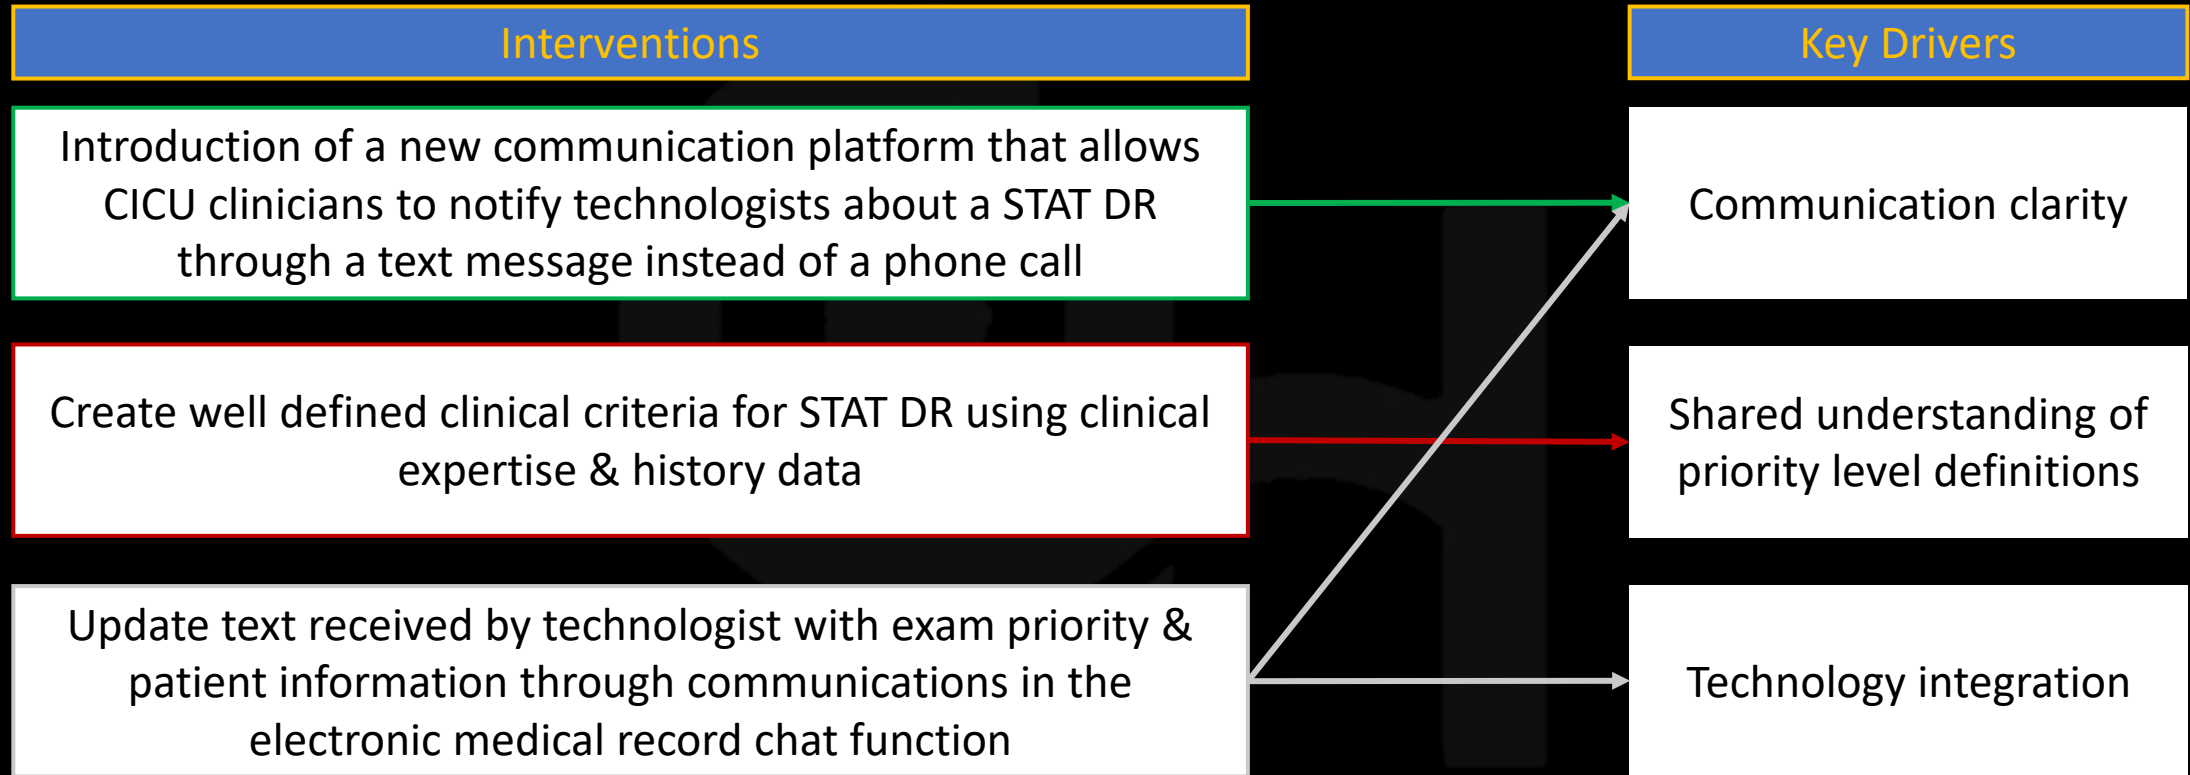 Interventions
Key Drivers
Introduction of a new communication platform that allows
CICU clinicians to notify technologists about a STAT DR
through a text message instead of a phone call
Communication clarity
Create well defined clinical criteria for STAT DR using clinical
expertise & history data
Shared understanding of
priority level definitions
Update text received by technologist with exam priority &
patient information through communications in the
electronic medical record chat function
Technology integration